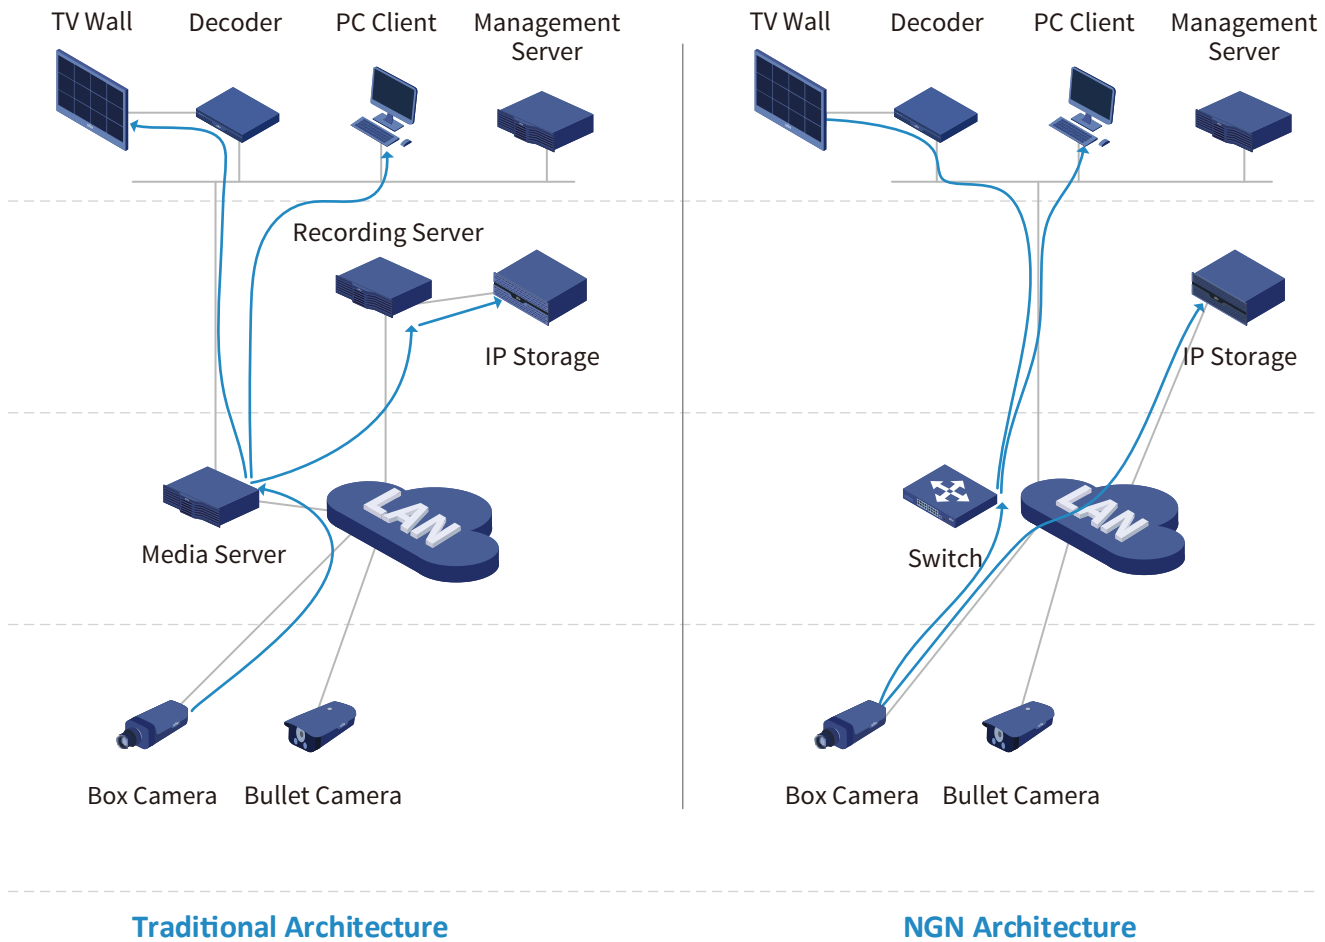 TV Wall
Decoder
PC Client
Management
Server
Recording Server
IP Storage
LAN
Media Server
Box Camera
Bullet Camera
Traditional Architecture
TV Wall
Decoder
PC Client
Management
Server
IP Storage
LAN
Switch
Box Camera
Bullet Camera
NGN Architecture